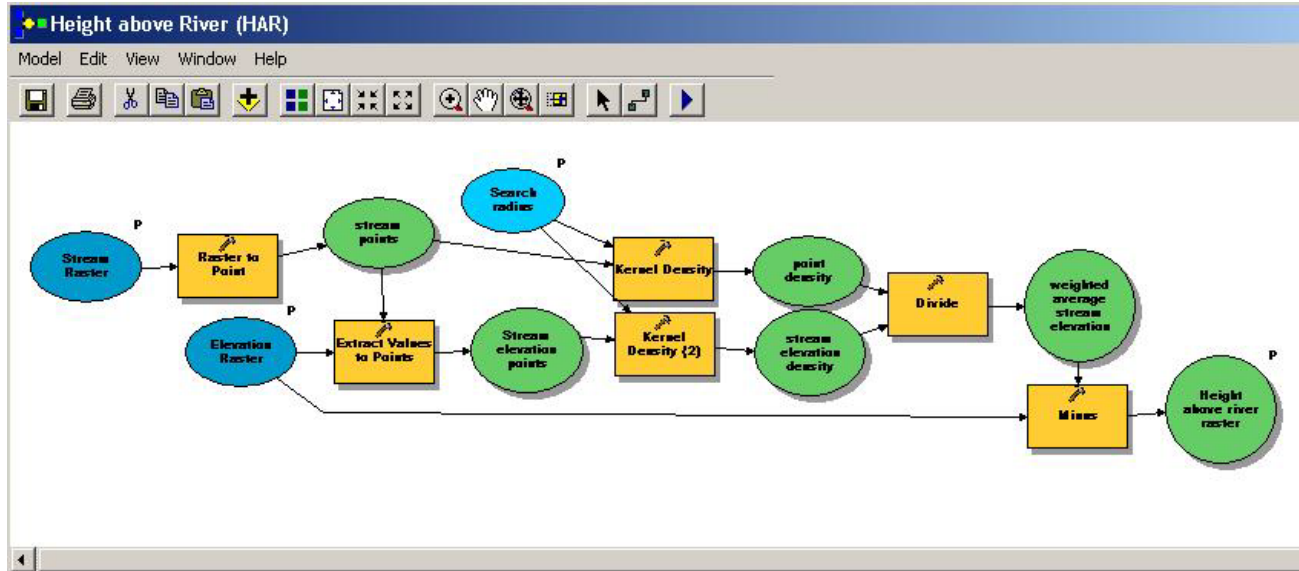 Height above River (HAR)
Model Edit View Window Help
P
Search
radius
P
stream
points
Stream
Raster
Raster to
Point
Kernel Density
point
density
Divide
weighted
average
stream
elevation
P
Elevation
Raster
Extract Values
to Points
Stream
elevation
points
Kernel
Density {2)
stream
elevation
density
P
Minus
Height
above river
raster